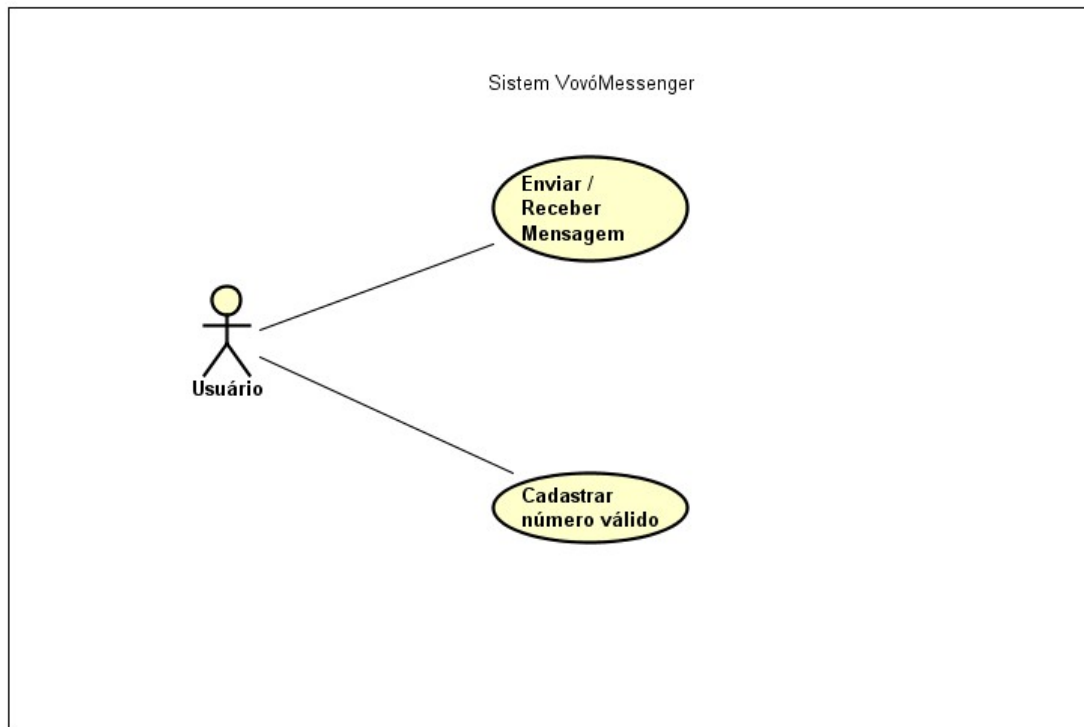 Sistem VovóMessenger
Enviar /
Receber
Mensagem
Usuário
Cadastrar
número válido